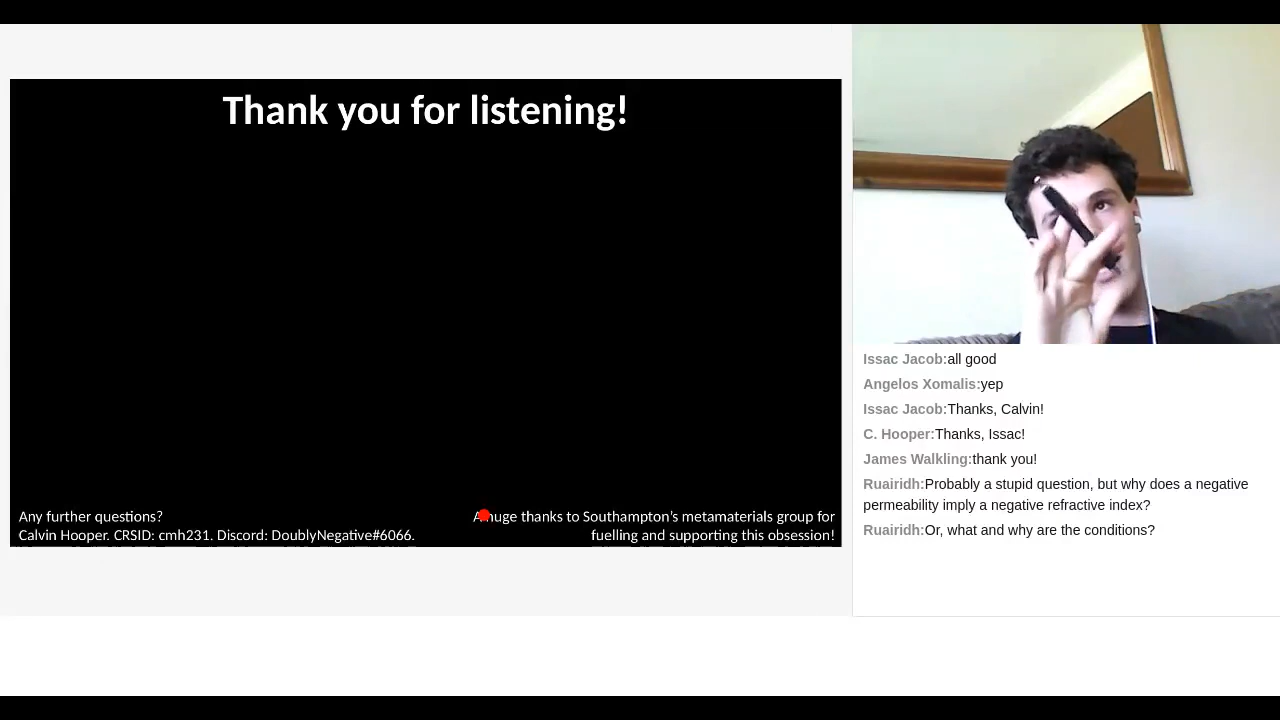 Thank you for listening!
Any further questions?
Calvin Hooper. CRSID: cmh231. Discord: DoublyNegative#6066.
A huge thanks to Southampton's metamaterials group for
fuelling and supporting this obsession!
Issac Jacob:all good
Angelos Xomalis:yep
Issac Jacob:Thanks, Calvin!
C. Hooper:Thanks, Issac!
James Walkling:thank you!
Ruairidh:Probably a stupid question, but why does a negative
permeability imply a negative refractive index?
Ruairidh:Or, what and why are the conditions?